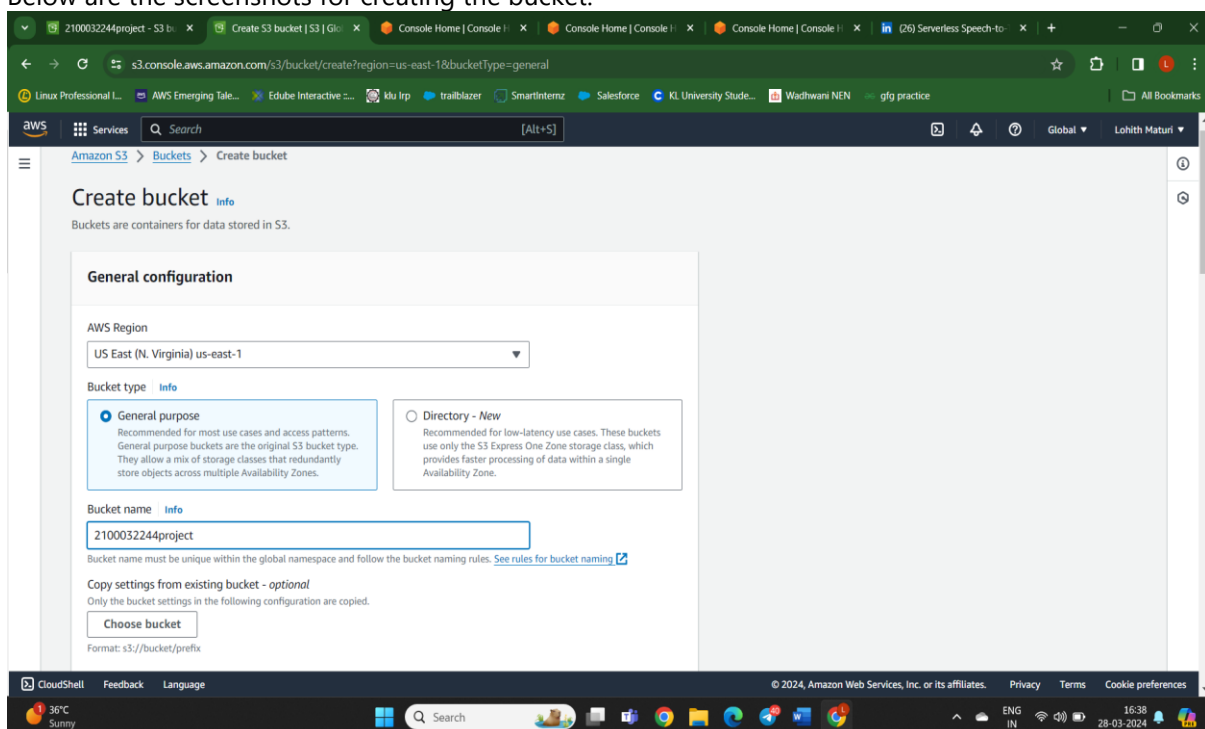 Below are the screenshots for creating the bucket.
2100032244project - S3 bu
Create S3 bucket | S3 | Glo
Console Home | Console H
Console Home | Console H
Console Home | Console H
(26) Serverless Speech-to-
s3.console.aws.amazon.com/s3/bucket/create?region=us-east-1&bucketType=general
Linux Professional I...
AWS Emerging Tale...
Edube Interactive ::...
klu lrp
trailblazer
SmartInternz
Salesforce
KL University Stude...
Wadhwani NEN
gfg practice
All Bookmarks
aws
Services
Search
[Alt+S]
Global
Lohith Maturi
Amazon S3 > Buckets > Create bucket
Create bucket Info
Buckets are containers for data stored in S3.
General configuration
AWS Region
US East (N. Virginia) us-east-1
Bucket type Info
General purpose
Recommended for most use cases and access patterns.
General purpose buckets are the original S3 bucket type.
They allow a mix of storage classes that redundantly
store objects across multiple Availability Zones.
Directory - New
Recommended for low-latency use cases. These buckets
use only the S3 Express One Zone storage class, which
provides faster processing of data within a single
Availability Zone.
Bucket name Info
2100032244project
Bucket name must be unique within the global namespace and follow the bucket naming rules. See rules for bucket naming
Copy settings from existing bucket - optional
Only the bucket settings in the following configuration are copied.
Choose bucket
Format: s3://bucket/prefix
CloudShell Feedback Language
© 2024, Amazon Web Services, Inc. or its affiliates. Privacy Terms Cookie preferences
36°C
Sunny
Search
ENG
IN
16:38
28-03-2024